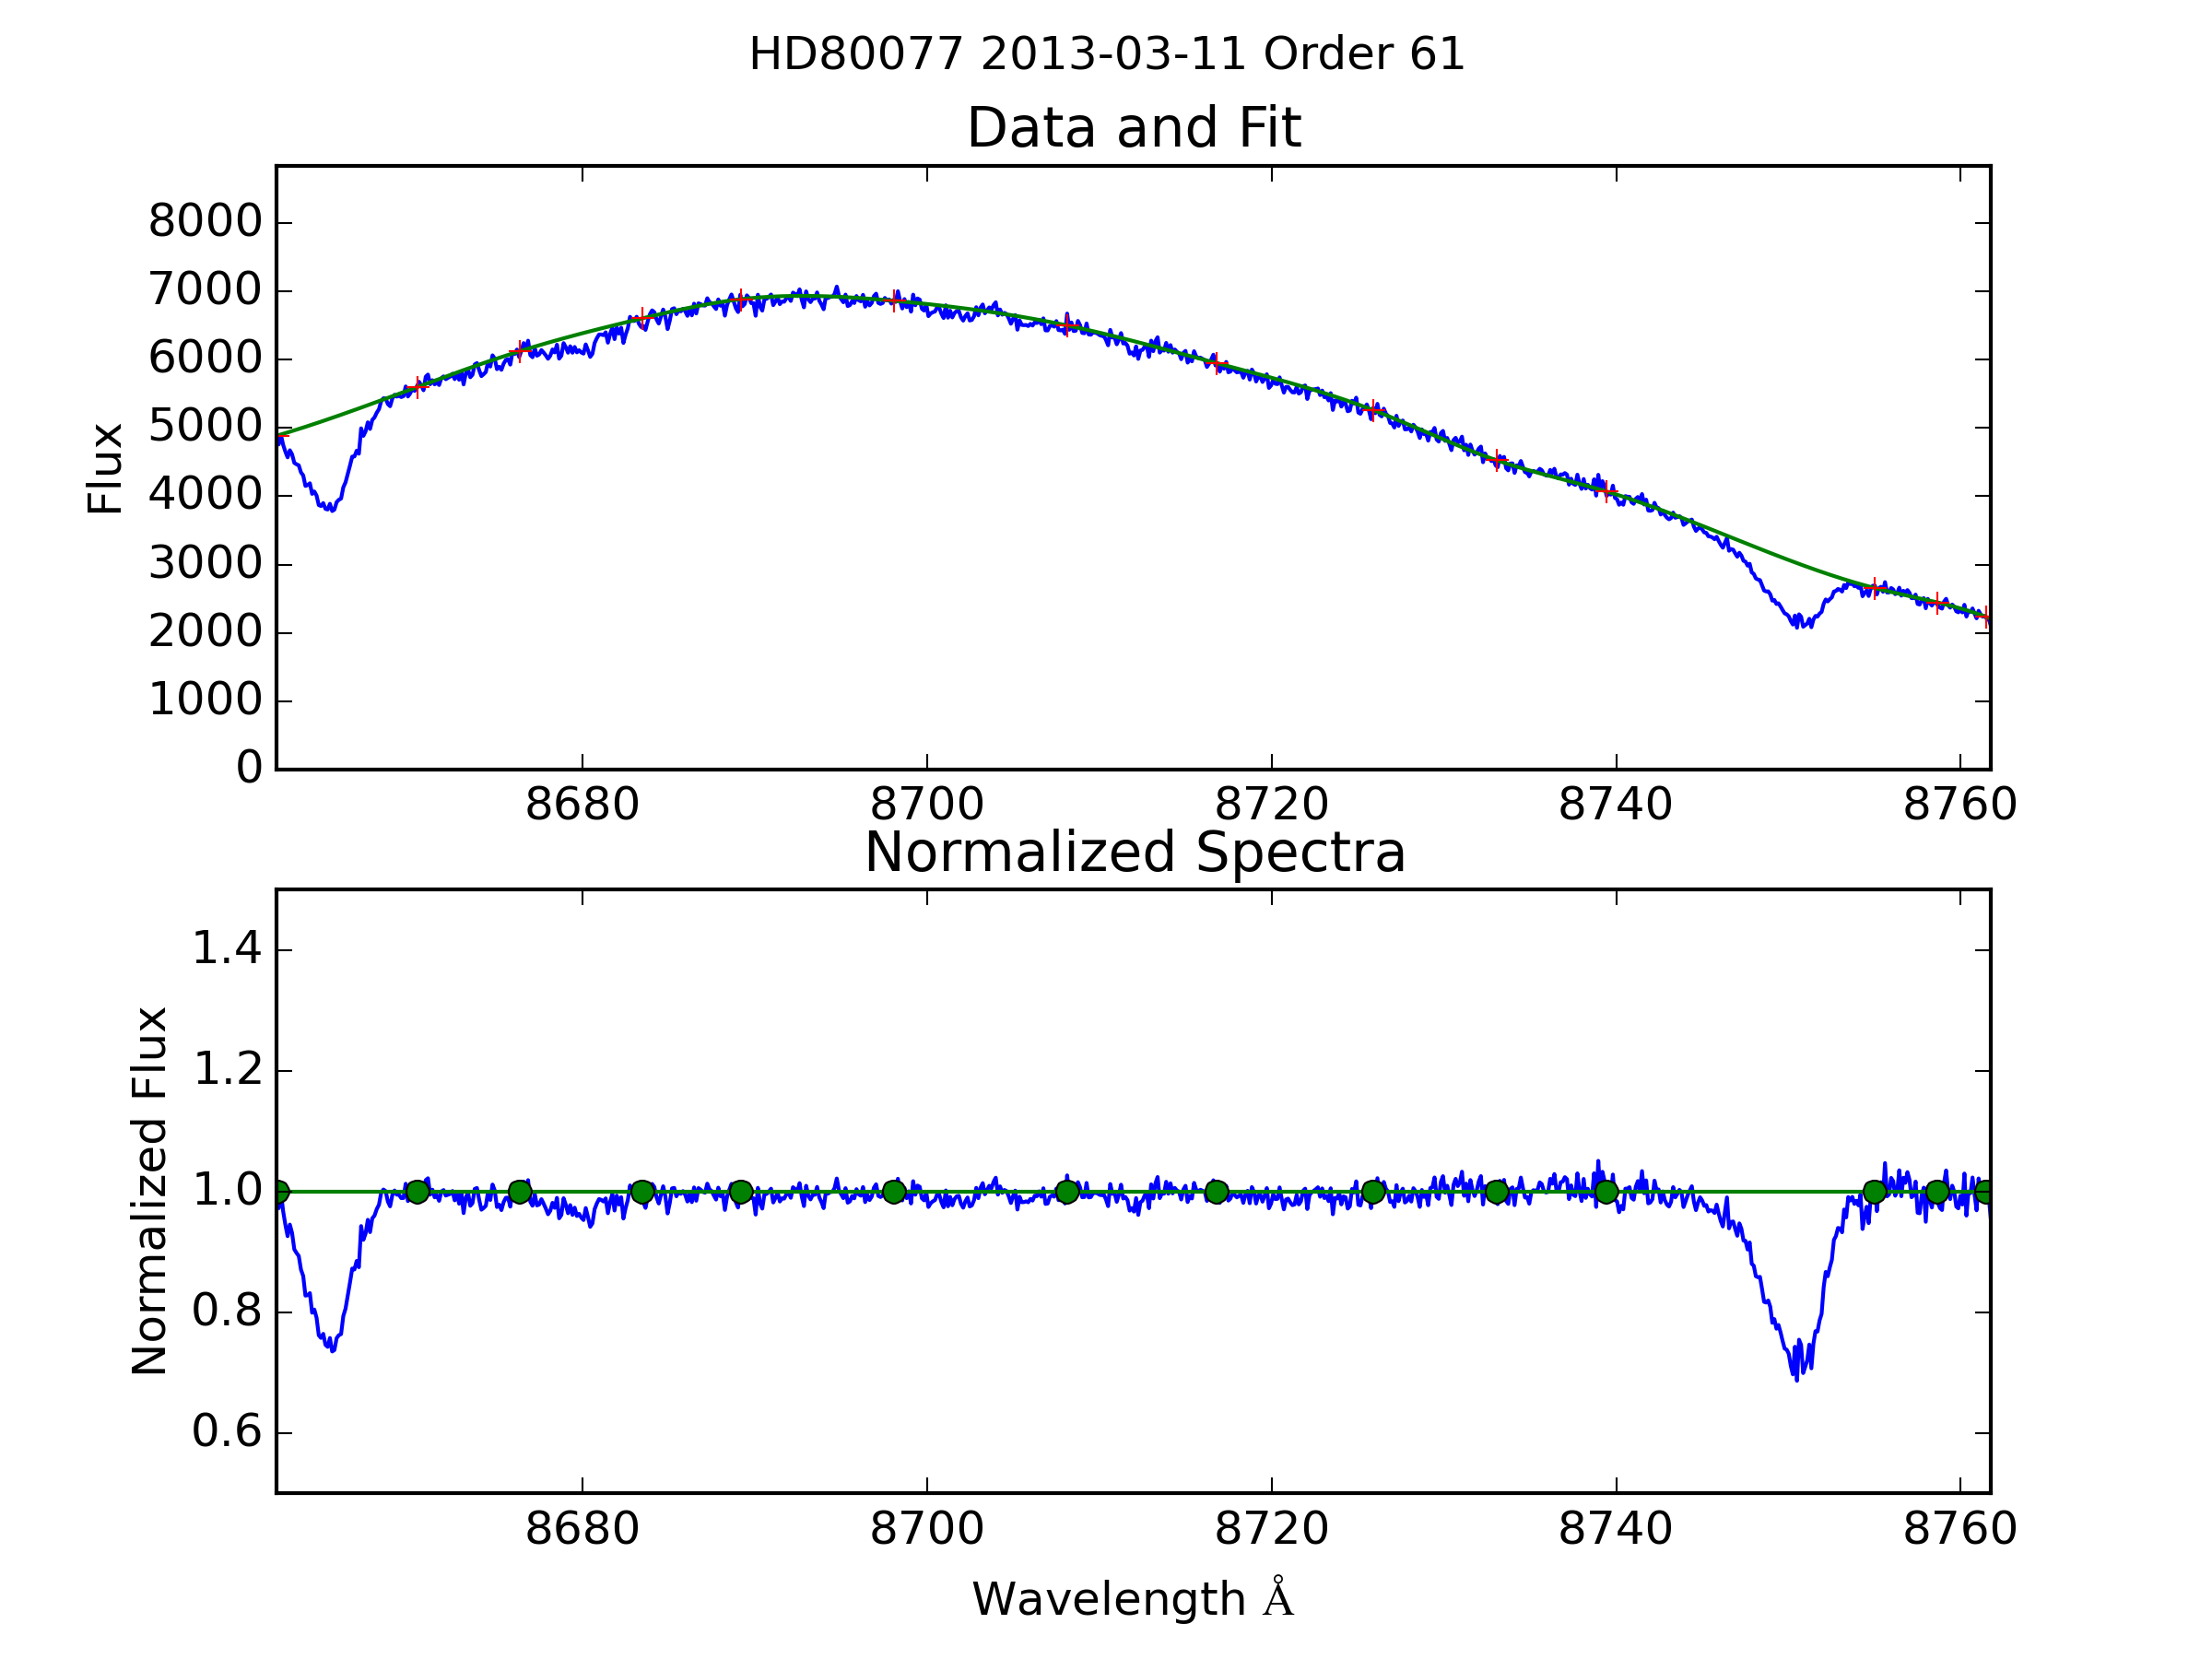 HD80077 2013-03-11 Order 61
Data and Fit
Flux
8000
7000
6000
5000
4000
3000
2000
1000
0
8680 8700 8720 8740 8760
Normalized Spectra
Normalized Flux
1.4
1.2
1.0
0.8
0.6
8680 8700 8720 8740 8760
Wavelength Å